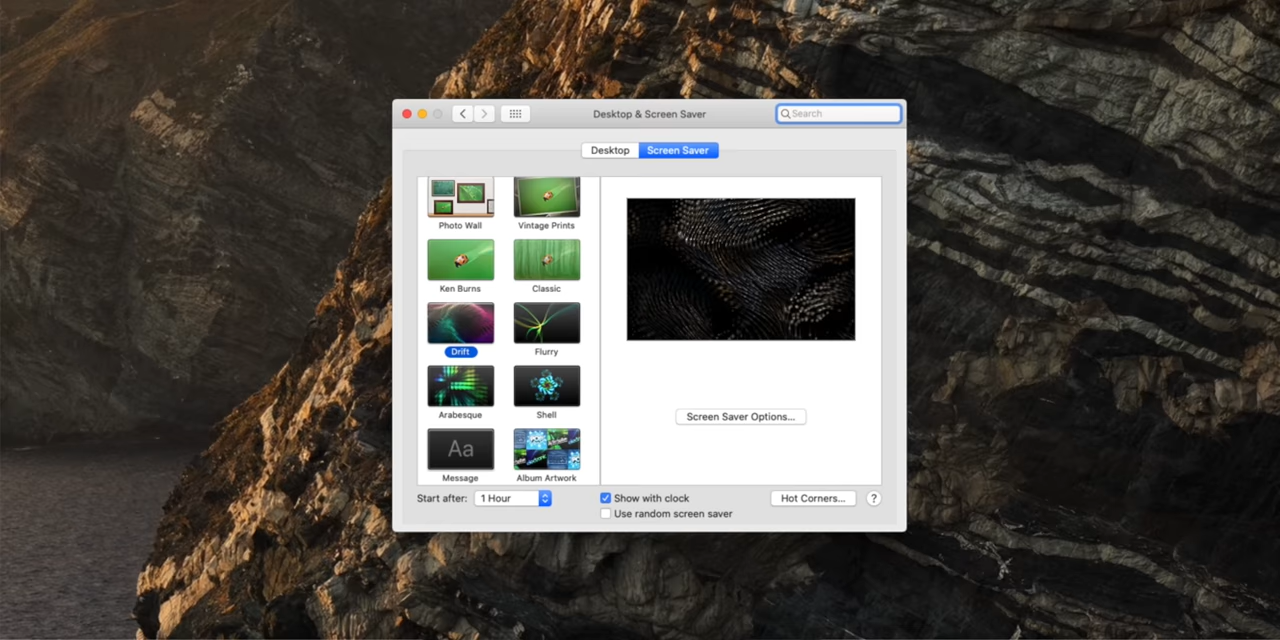 Desktop & Screen Saver
Search
Desktop
Screen Saver
Photo Wall
Vintage Prints
Ken Burns
Classic
Drift
Flurry
Arabesque
Shell
Aa
Message
Album Artwork
Screen Saver Options...
Start after:
1 Hour
Show with clock
Use random screen saver
Hot Corners...
?